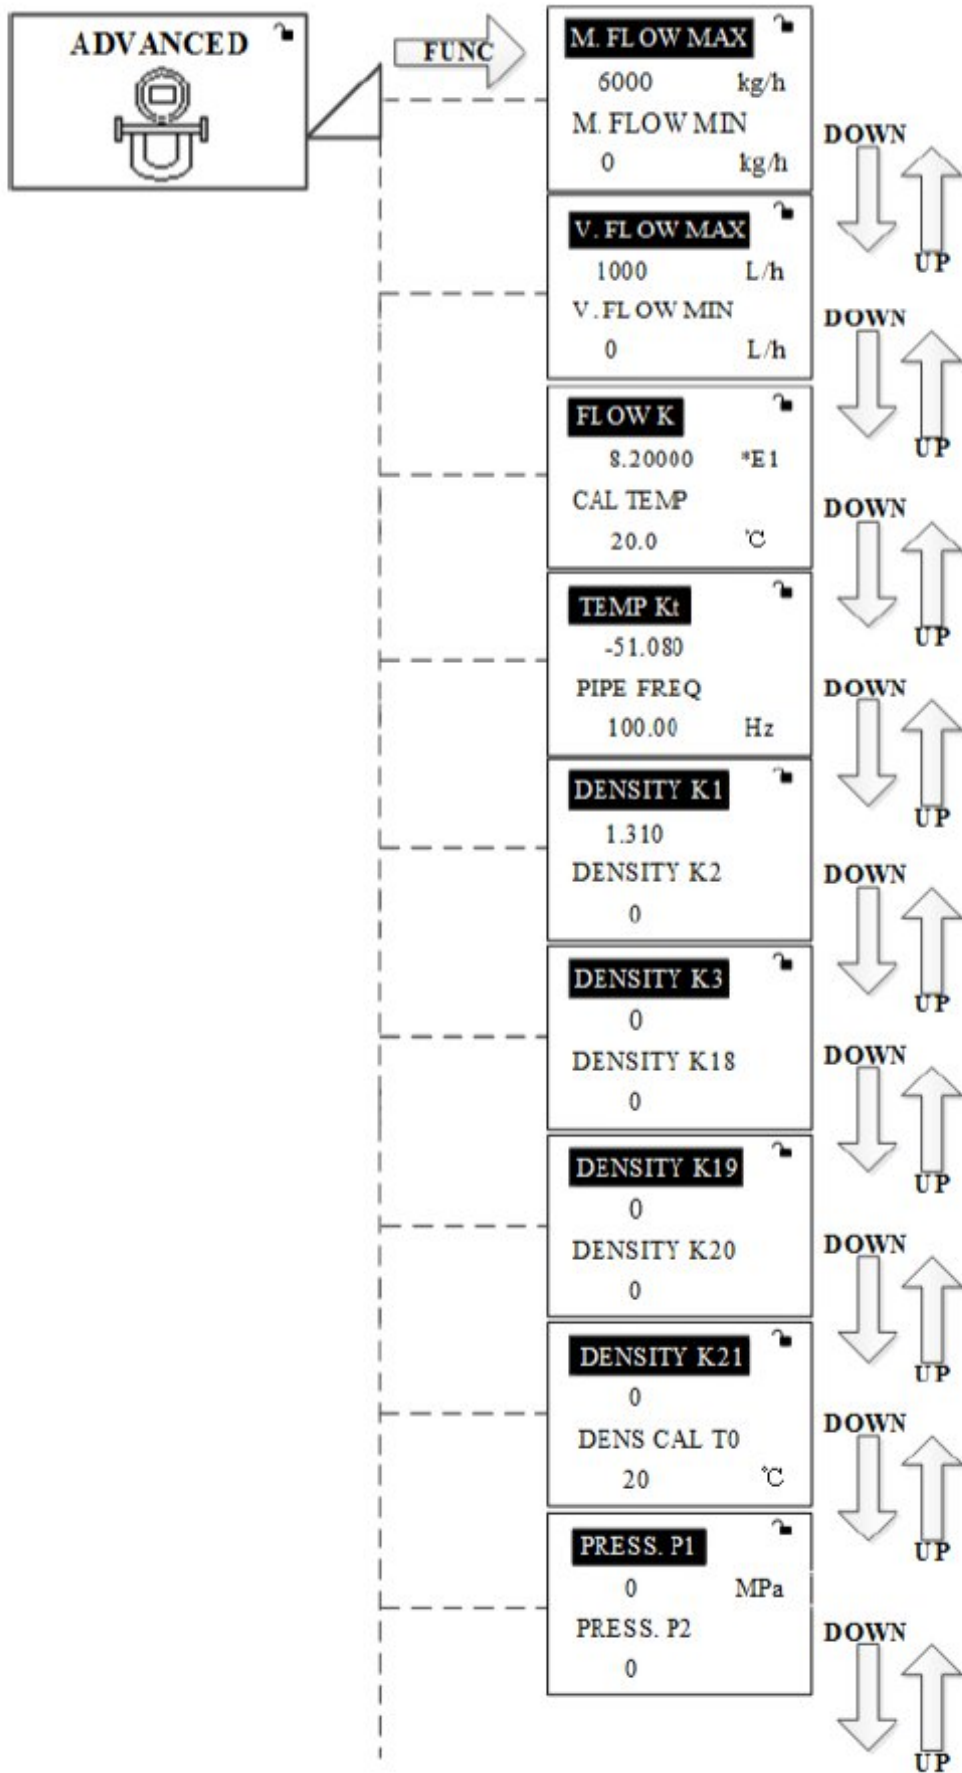 ADVANCED
FUNC
M. FLOW MAX
6000 kg/h
M. FLOW MIN
0 kg/h
DOWN
UP
V. FLOW MAX
1000 L/h
V. FLOW MIN
0 L/h
DOWN
UP
FLOW K
8.20000 *E1
CAL TEMP
20.0 ℃
DOWN
UP
TEMP Kt
-51.080
PIPE FREQ
100.00 Hz
DOWN
UP
DENSITY K1
1.310
DENSITY K2
0
DOWN
UP
DENSITY K3
0
DENSITY K18
0
DOWN
UP
DENSITY K19
0
DENSITY K20
0
DOWN
UP
DENSITY K21
0
DENS CAL T0
20 ℃
DOWN
UP
PRESS. P1
0 MPa
PRESS. P2
0
DOWN
UP